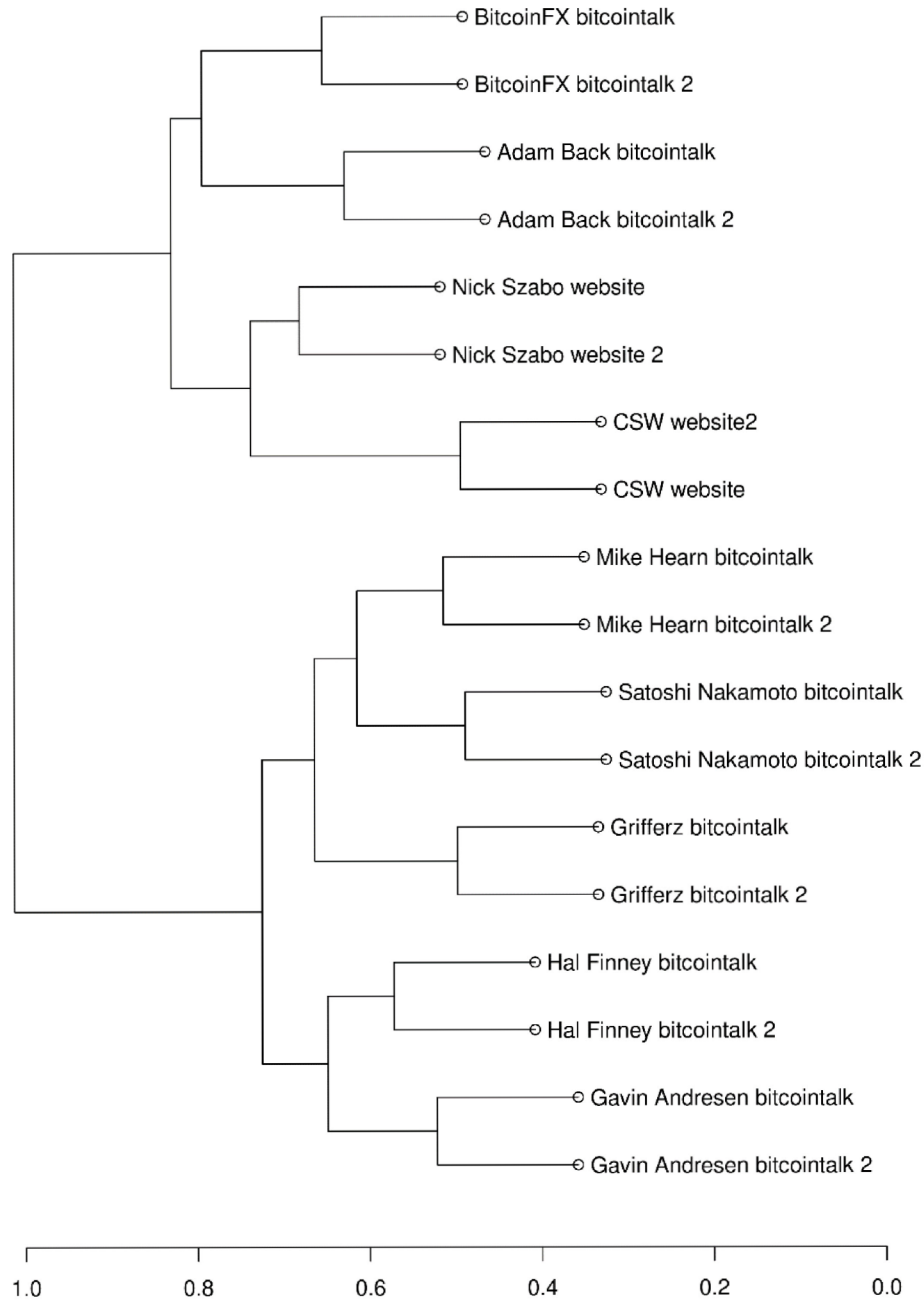 BitcoinFX bitcointalk
BitcoinFX bitcointalk 2
Adam Back bitcointalk
Adam Back bitcointalk 2
Nick Szabo website
Nick Szabo website 2
CSW website2
CSW website
Mike Hearn bitcointalk
Mike Hearn bitcointalk 2
Satoshi Nakamoto bitcointalk
Satoshi Nakamoto bitcointalk 2
Grifferz bitcointalk
Grifferz bitcointalk 2
Hal Finney bitcointalk
Hal Finney bitcointalk 2
Gavin Andresen bitcointalk
Gavin Andresen bitcointalk 2
1.0 0.8 0.6 0.4 0.2 0.0